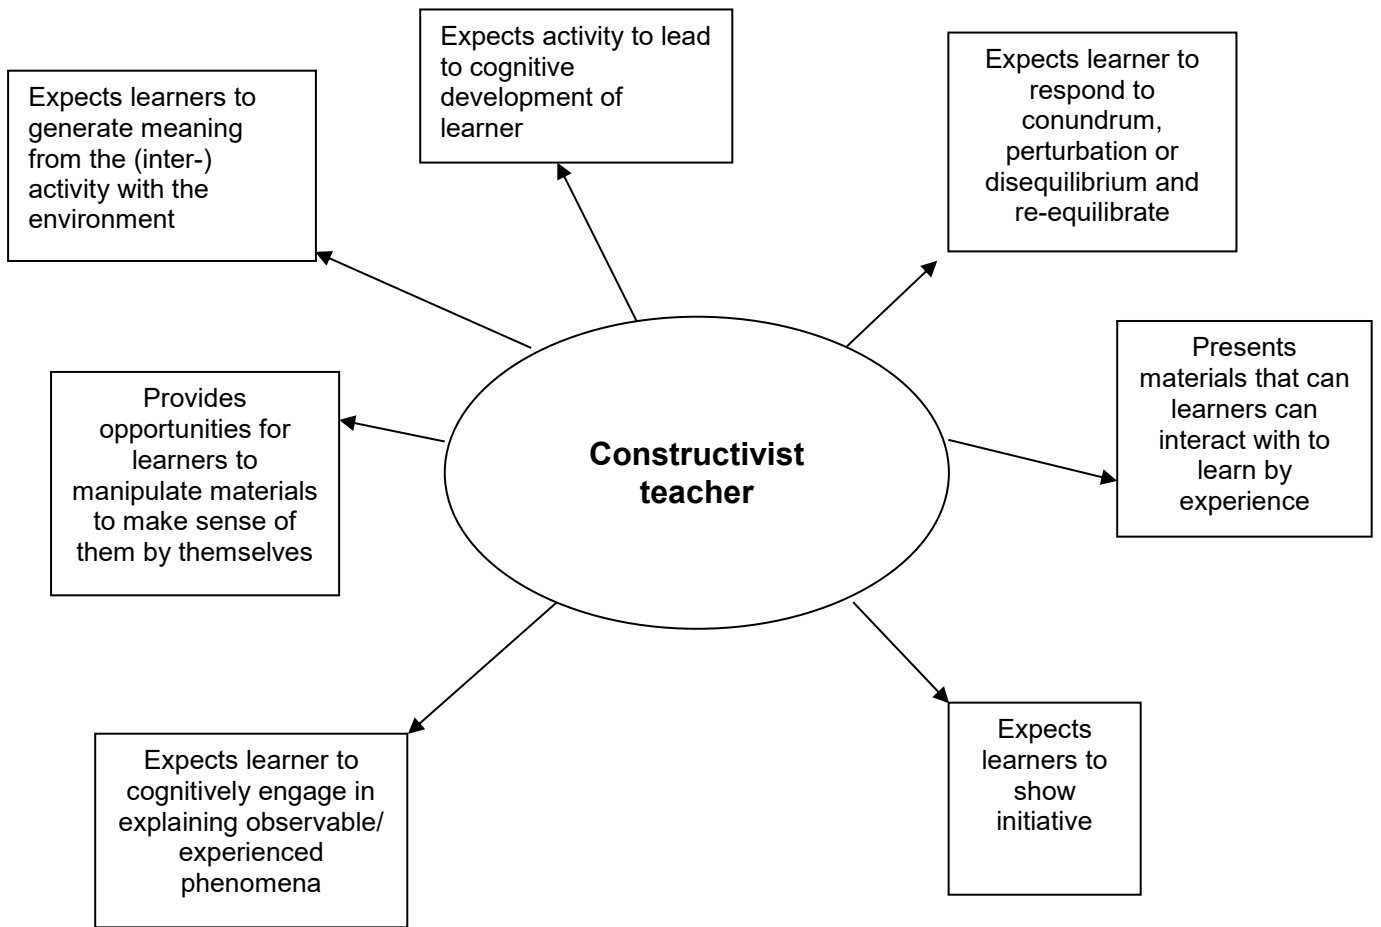 Expects activity to lead
to cognitive
development of
learner
Expects learner to
respond to
conundrum,
perturbation or
disequilibrium and
re-equilibrate
Expects learners to
generate meaning
from the (inter-)
activity with the
environment
Presents
materials that can
learners can
interact with to
learn by
experience
Provides
opportunities for
learners to
manipulate materials
to make sense of
them by themselves
Constructivist
teacher
Expects
learners to
show
initiative
Expects learner to
cognitively engage in
explaining observable/
experienced
phenomena